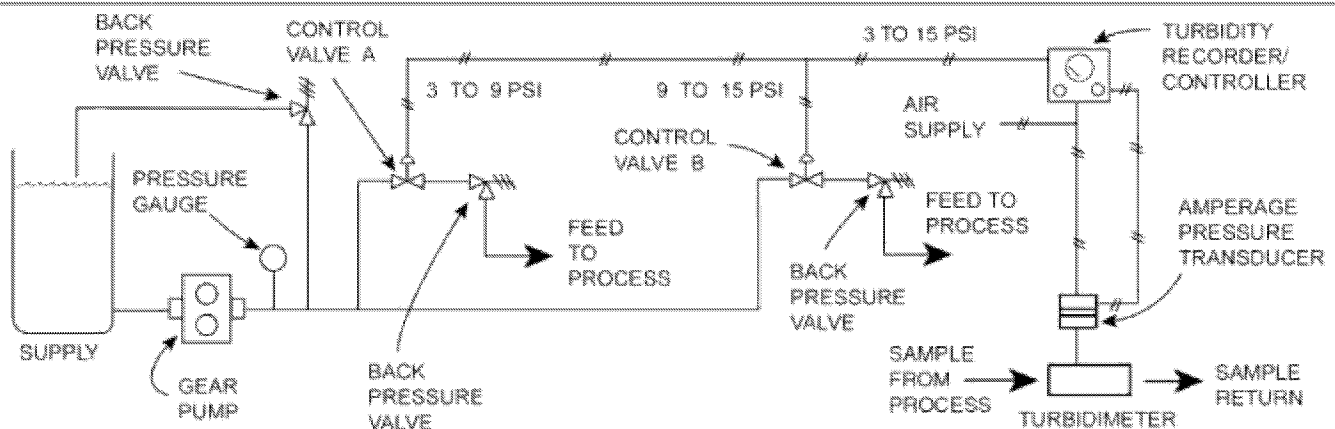 BACK
PRESSURE
VALVE
CONTROL
VALVE A
3 TO 9 PSI
9 TO 15 PSI
3 TO 15 PSI
TURBIDITY
RECORDER/
CONTROLLER
AIR
SUPPLY
CONTROL
VALVE B
PRESSURE
GAUGE
FEED
TO
PROCESS
FEED TO
PROCESS
AMPERAGE
PRESSURE
TRANSDUCER
BACK
PRESSURE
VALVE
SUPPLY
GEAR
PUMP
BACK
PRESSURE
VALVE
SAMPLE
FROM
PROCESS
SAMPLE
RETURN
TURBIDIMETER